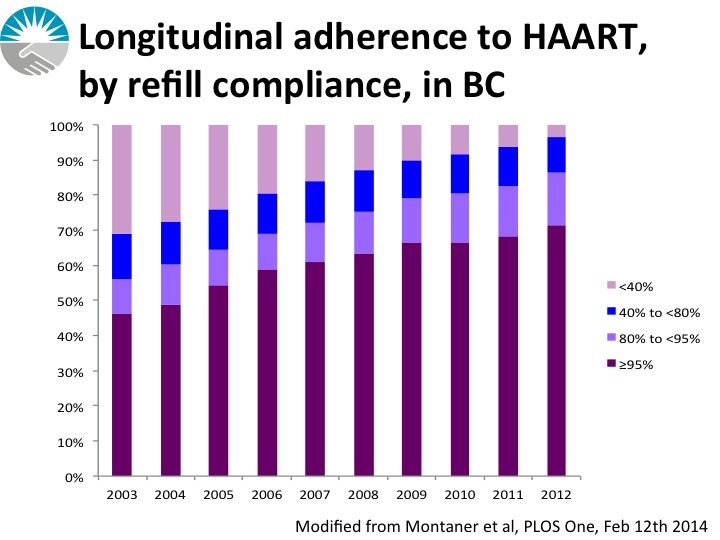 Longitudinal adherence to HAART,
by refill compliance, in BC
100%
90%
80%
70%
60%
50%
40%
30%
20%
10%
0%
2003 2004 2005 2006 2007 2008 2009 2010 2011 2012
<40%
40% to <80%
80% to <95%
≥95%
Modified from Montaner et al, PLOS One, Feb 12th 2014